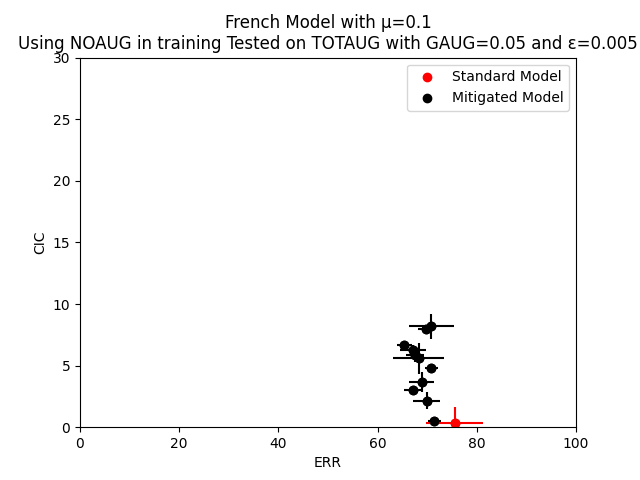 French Model with μ=0.1
Using NOAUG in training Tested on TOTAUG with GAUG=0.05 and ε=0.005
Standard Model
Mitigated Model
30
25
20
15
10
5
0
CIC
0 20 40 60 80 100
ERR